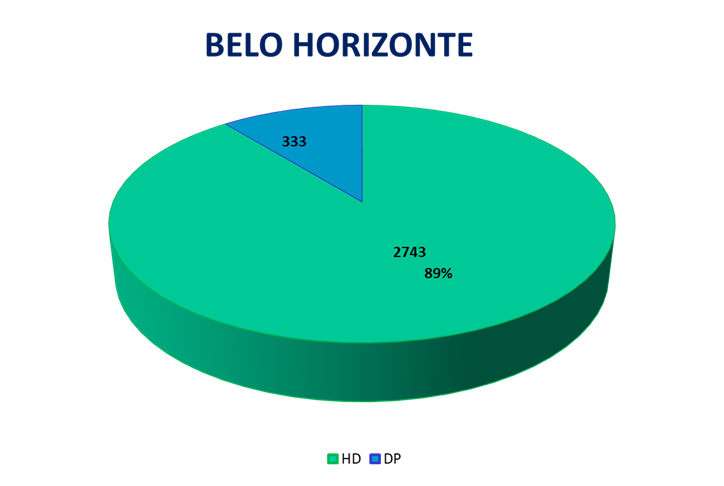 BELO HORIZONTE
333
2743
89%
HD DP